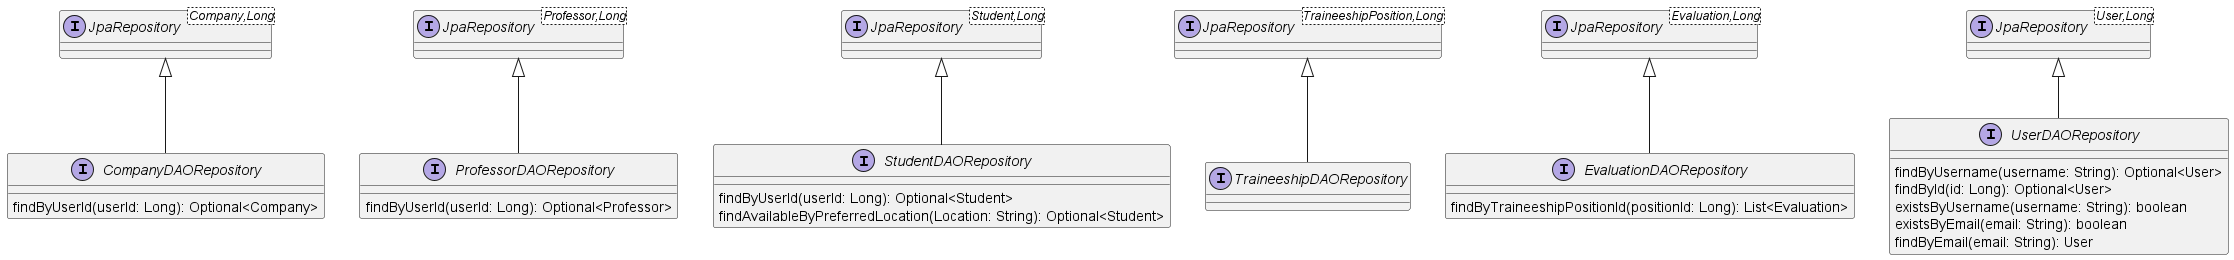 I JpaRepository Company,Long
I JpaRepository Professor,Long
I JpaRepository Student,Long
I JpaRepository TraineeshipPosition,Long
I JpaRepository Evaluation,Long
I JpaRepository User,Long
I CompanyDAORepository
findByUserId(userId: Long): Optional<Company>
I ProfessorDAORepository
findByUserId(userId: Long): Optional<Professor>
I StudentDAORepository
findByUserId(userId: Long): Optional<Student>
findAvailableByPreferredLocation(Location: String): Optional<Student>
I TraineeshipDAORepository
I EvaluationDAORepository
findByTraineeshipPositionId(positionId: Long): List<Evaluation>
I UserDAORepository
findByUsername(username: String): Optional<User>
findById(id: Long): Optional<User>
existsByUsername(username: String): boolean
existsByEmail(email: String): boolean
findByEmail(email: String): User